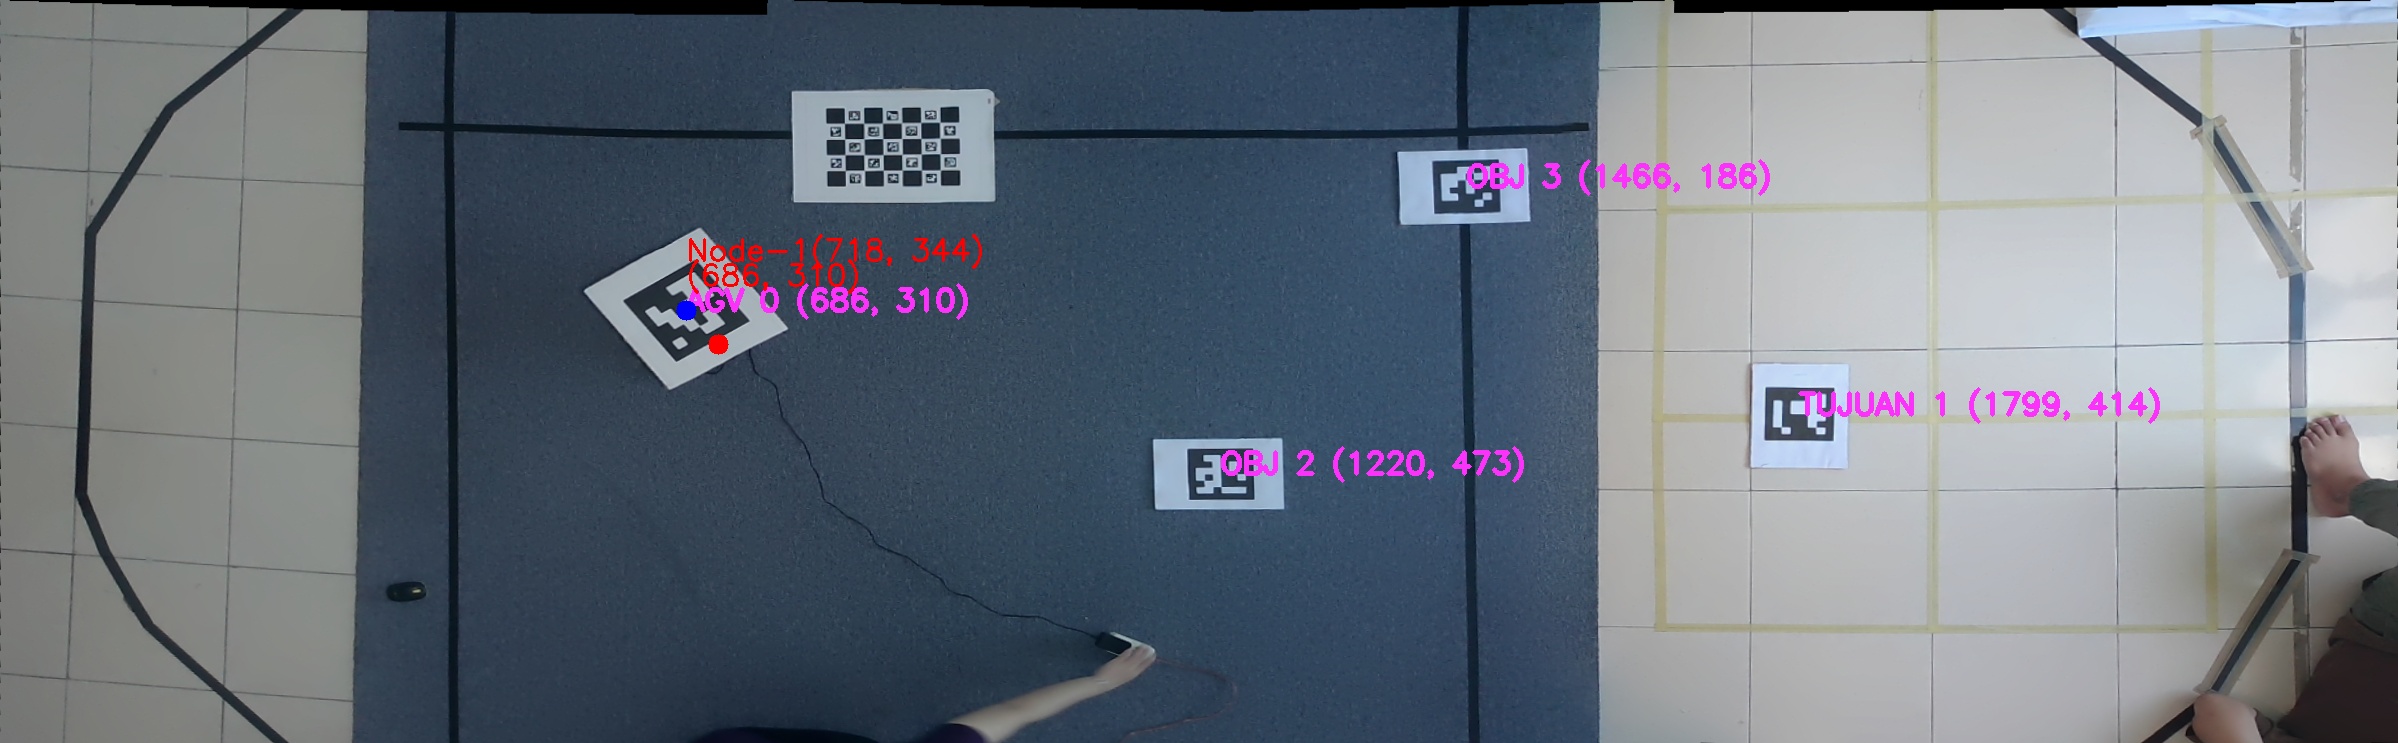 OBJ 3 (1466, 186)
Node-1(718, 344)
(686, 310)
AGV 0 (686, 310)
TUJUAN 1 (1799, 414)
OBJ 2 (1220, 473)